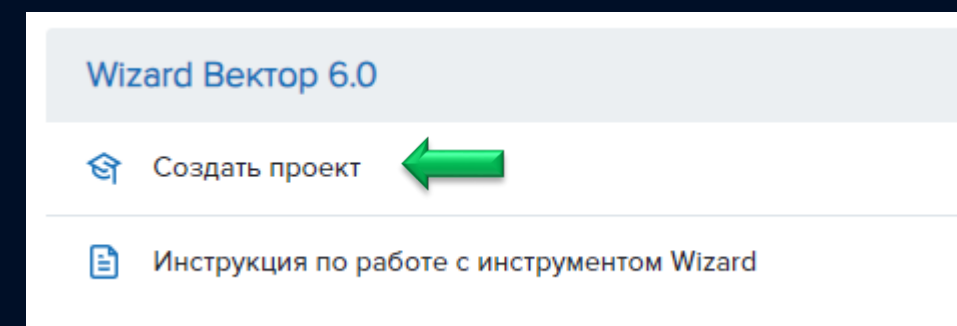 Wizard Вектор 6.0
Создать проект
Инструкция по работе с инструментом Wizard